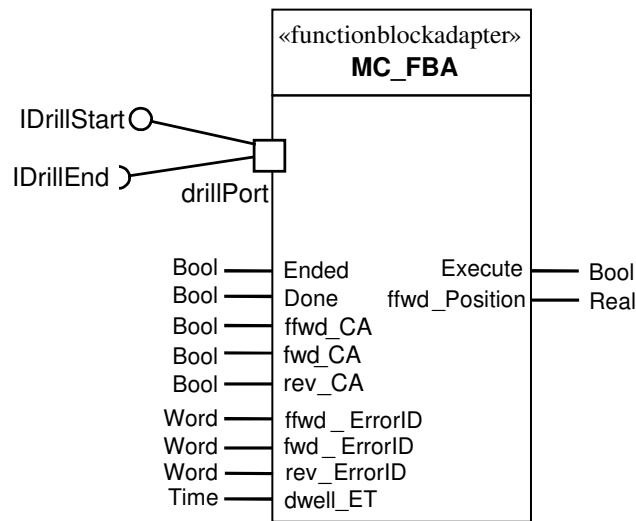 «functionblockadapter»
MC_FBA
IDrillStart
IDrillEnd
drillPort
Bool Ended Execute Bool
Bool Done ffwd_Position Real
Bool ffwd_CA
Bool fwd_CA
Bool rev_CA
Word ffwd_ErrorID
Word fwd_ErrorID
Word rev_ErrorID
Time dwell_ET